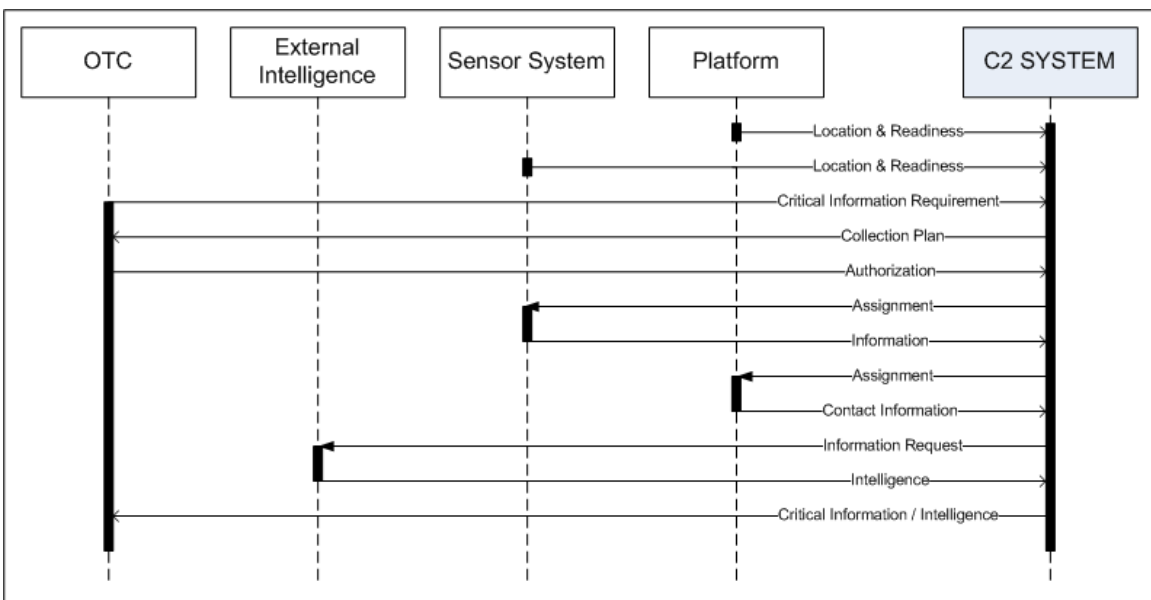 OTC
External
Intelligence
Sensor System
Platform
C2 SYSTEM
Location & Readiness
Location & Readiness
Critical Information Requirement
Collection Plan
Authorization
Assignment
Information
Assignment
Contact Information
Information Request
Intelligence
Critical Information / Intelligence